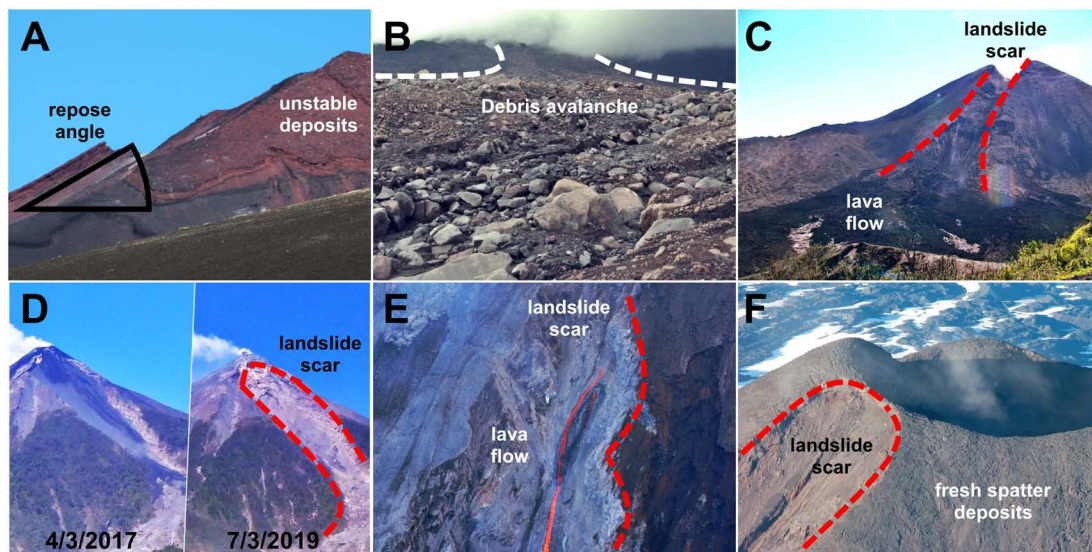 A
repose
angle
unstable
deposits
B
Debris avalanche
C
landslide
scar
lava
flow
D
landslide
scar
4/3/2017
7/3/2019
E
landslide
scar
lava
flow
F
landslide
scar
fresh spatter
deposits